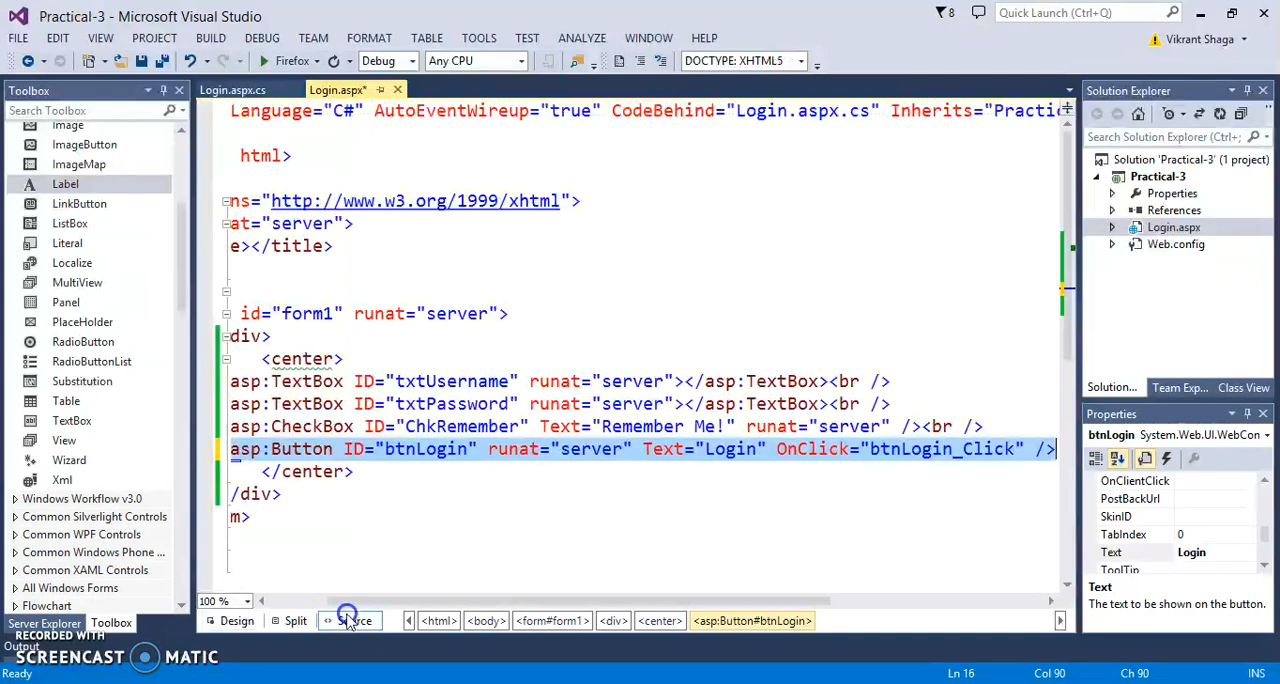 Practical-3 - Microsoft Visual Studio
8
Quick Launch (Ctrl+Q)
FILE EDIT VIEW PROJECT BUILD DEBUG TEAM FORMAT TABLE TOOLS TEST ANALYZE WINDOW HELP
Vikrant Shaga
Firefox Debug Any CPU DOCTYPE: XHTML5
Toolbox
Search Toolbox
Image
ImageButton
ImageMap
Label
LinkButton
ListBox
Literal
Localize
MultiView
Panel
PlaceHolder
RadioButton
RadioButtonList
Substitution
Table
TextBox
View
Wizard
Xml
Windows Workflow v3.0
Common Silverlight Controls
Common WPF Controls
Common Windows Phone ...
Common XAML Controls
All Windows Forms
Flowchart
Server Explorer Toolbox
Output
RECORDED WITH
SCREENCAST MATIC
Login.aspx.cs Login.aspx*
Language="C#" AutoEventWireup="true" CodeBehind="Login.aspx.cs" Inherits="Practic
html>
ns="http://www.w3.org/1999/xhtml">
at="server">
e></title>
id="form1" runat="server">
div>
<center>
asp:TextBox ID="txtUsername" runat="server"></asp:TextBox><br />
asp:TextBox ID="txtPassword" runat="server"></asp:TextBox><br />
asp:CheckBox ID="ChkRemember" Text="Remember Me!" runat="server" /><br />
asp:Button ID="btnLogin" runat="server" Text="Login" OnClick="btnLogin_Click" />
</center>
/div>
m>
100 %
Design Split Source <html> <body> <form#form1> <div> <center> <asp:Button#btnLogin>
Solution Explorer
Search Solution Explorer (Ctrl+;
Solution 'Practical-3' (1 project)
Practical-3
Properties
References
Login.aspx
Web.config
Solution... Team Exp... Class View
Properties
btnLogin System.Web.UI.WebCon
OnClientClick
PostBackUrl
SkinID
TabIndex 0
Text Login
ToolTip
Text
The text to be shown on the button.
Ready Ln 16 Col 90 Ch 90 INS